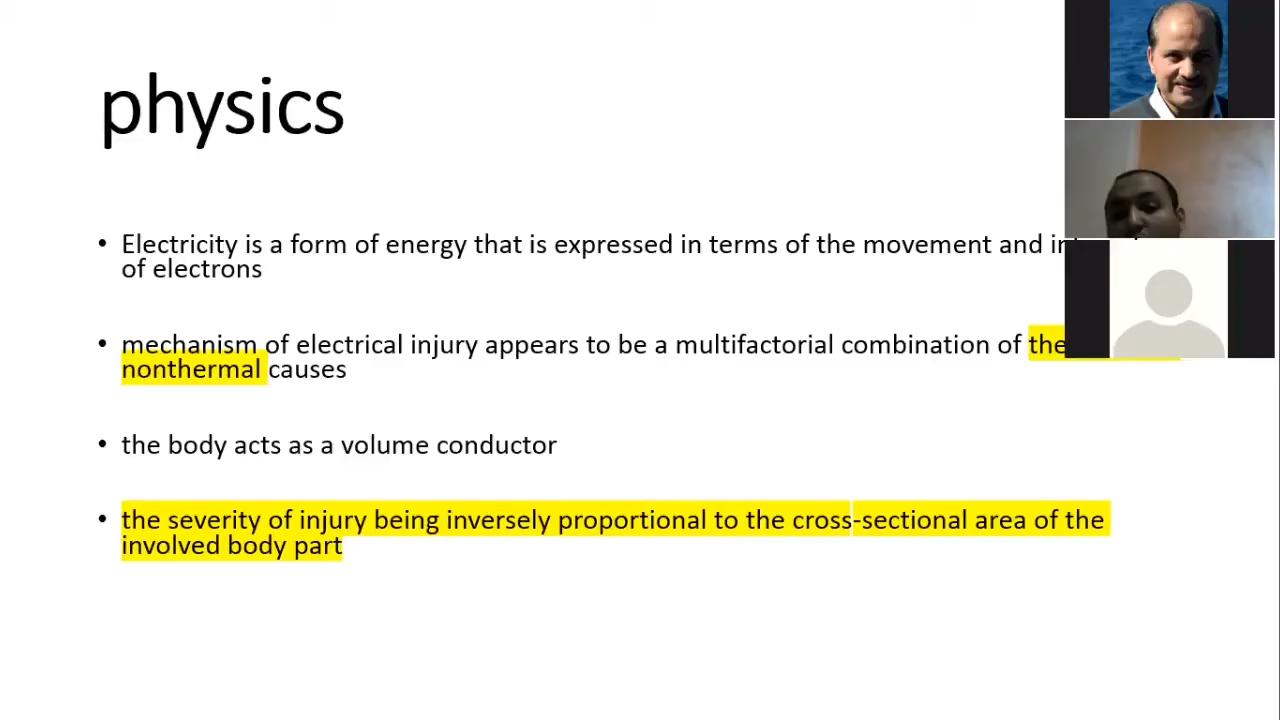 physics
• Electricity is a form of energy that is expressed in terms of the movement and
of electrons
• mechanism of electrical injury appears to be a multifactorial combination of
nonthermal causes
• the body acts as a volume conductor
• the severity of injury being inversely proportional to the cross-sectional area of the
involved body part